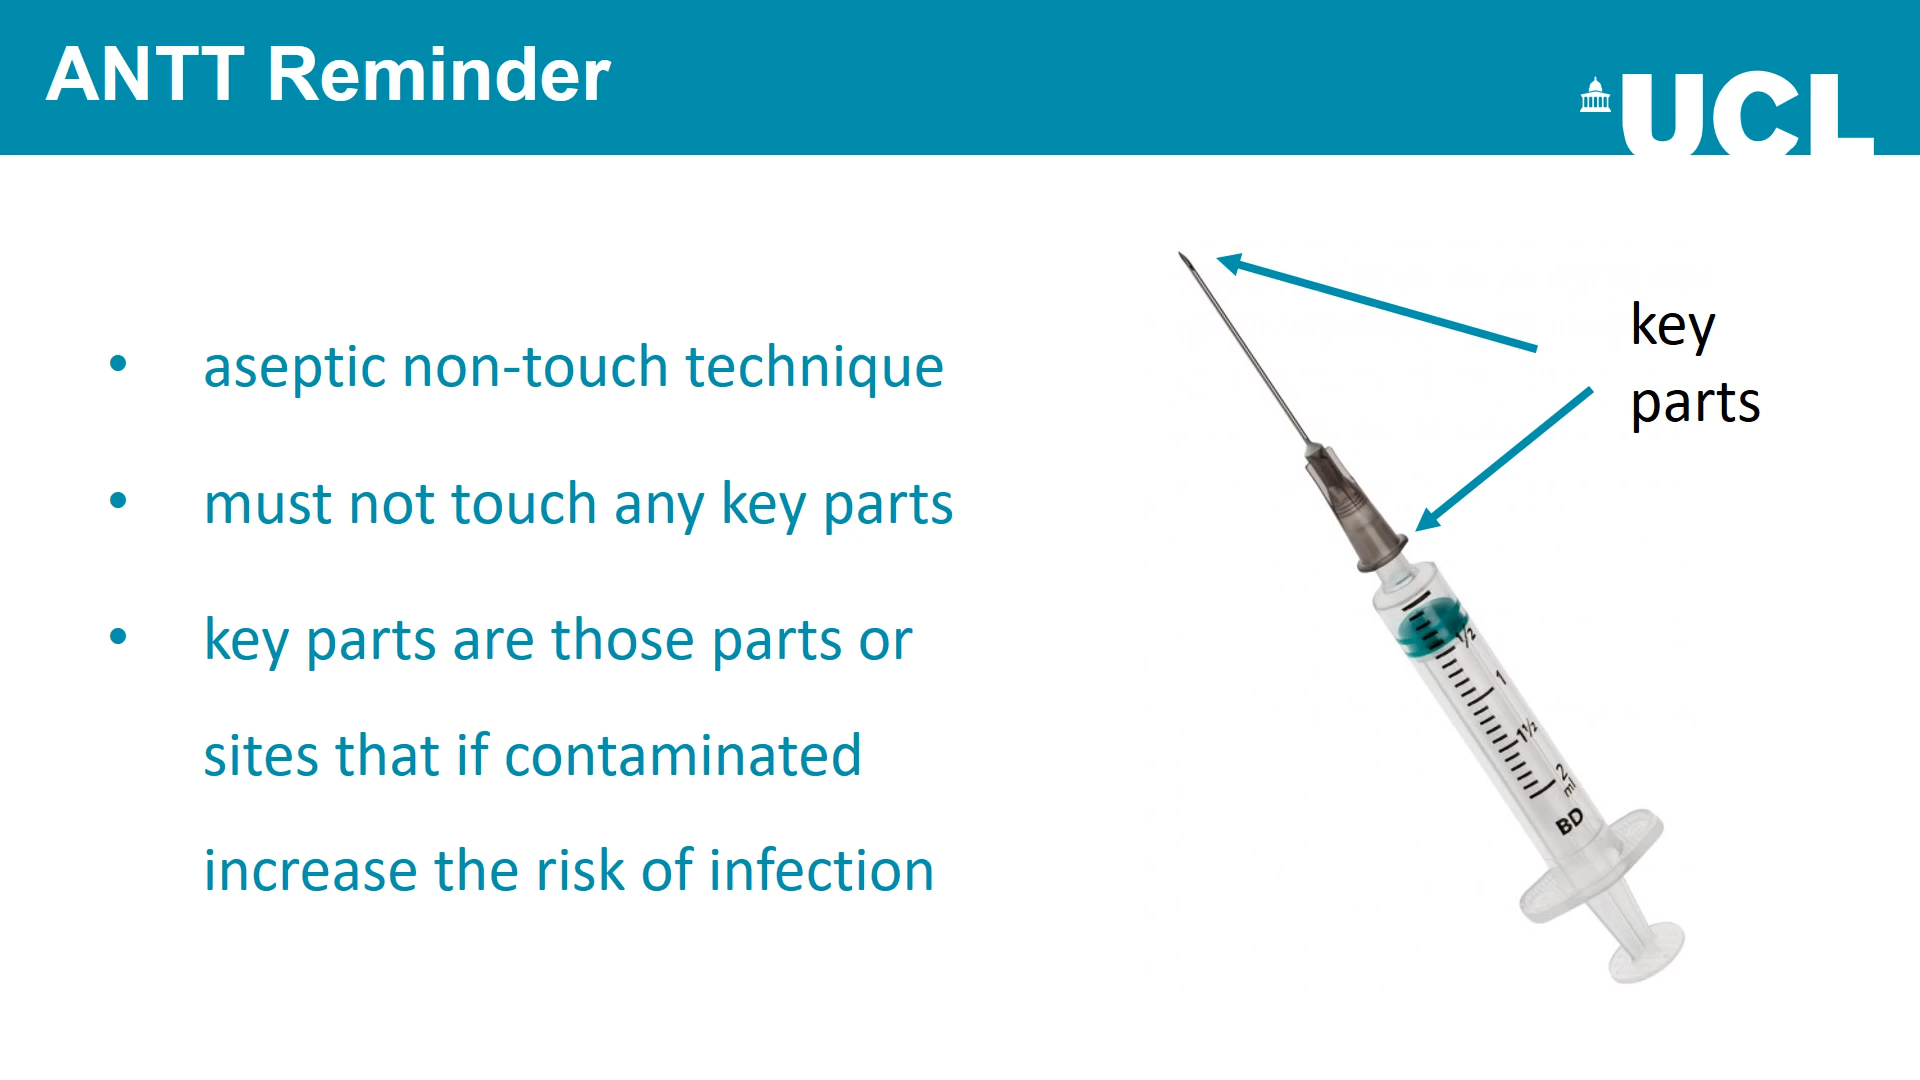 ANTT Reminder
UCL
• aseptic non-touch technique
• must not touch any key parts
• key parts are those parts or
sites that if contaminated
increase the risk of infection
key
parts
1/2
1
1½
2
ml
BD